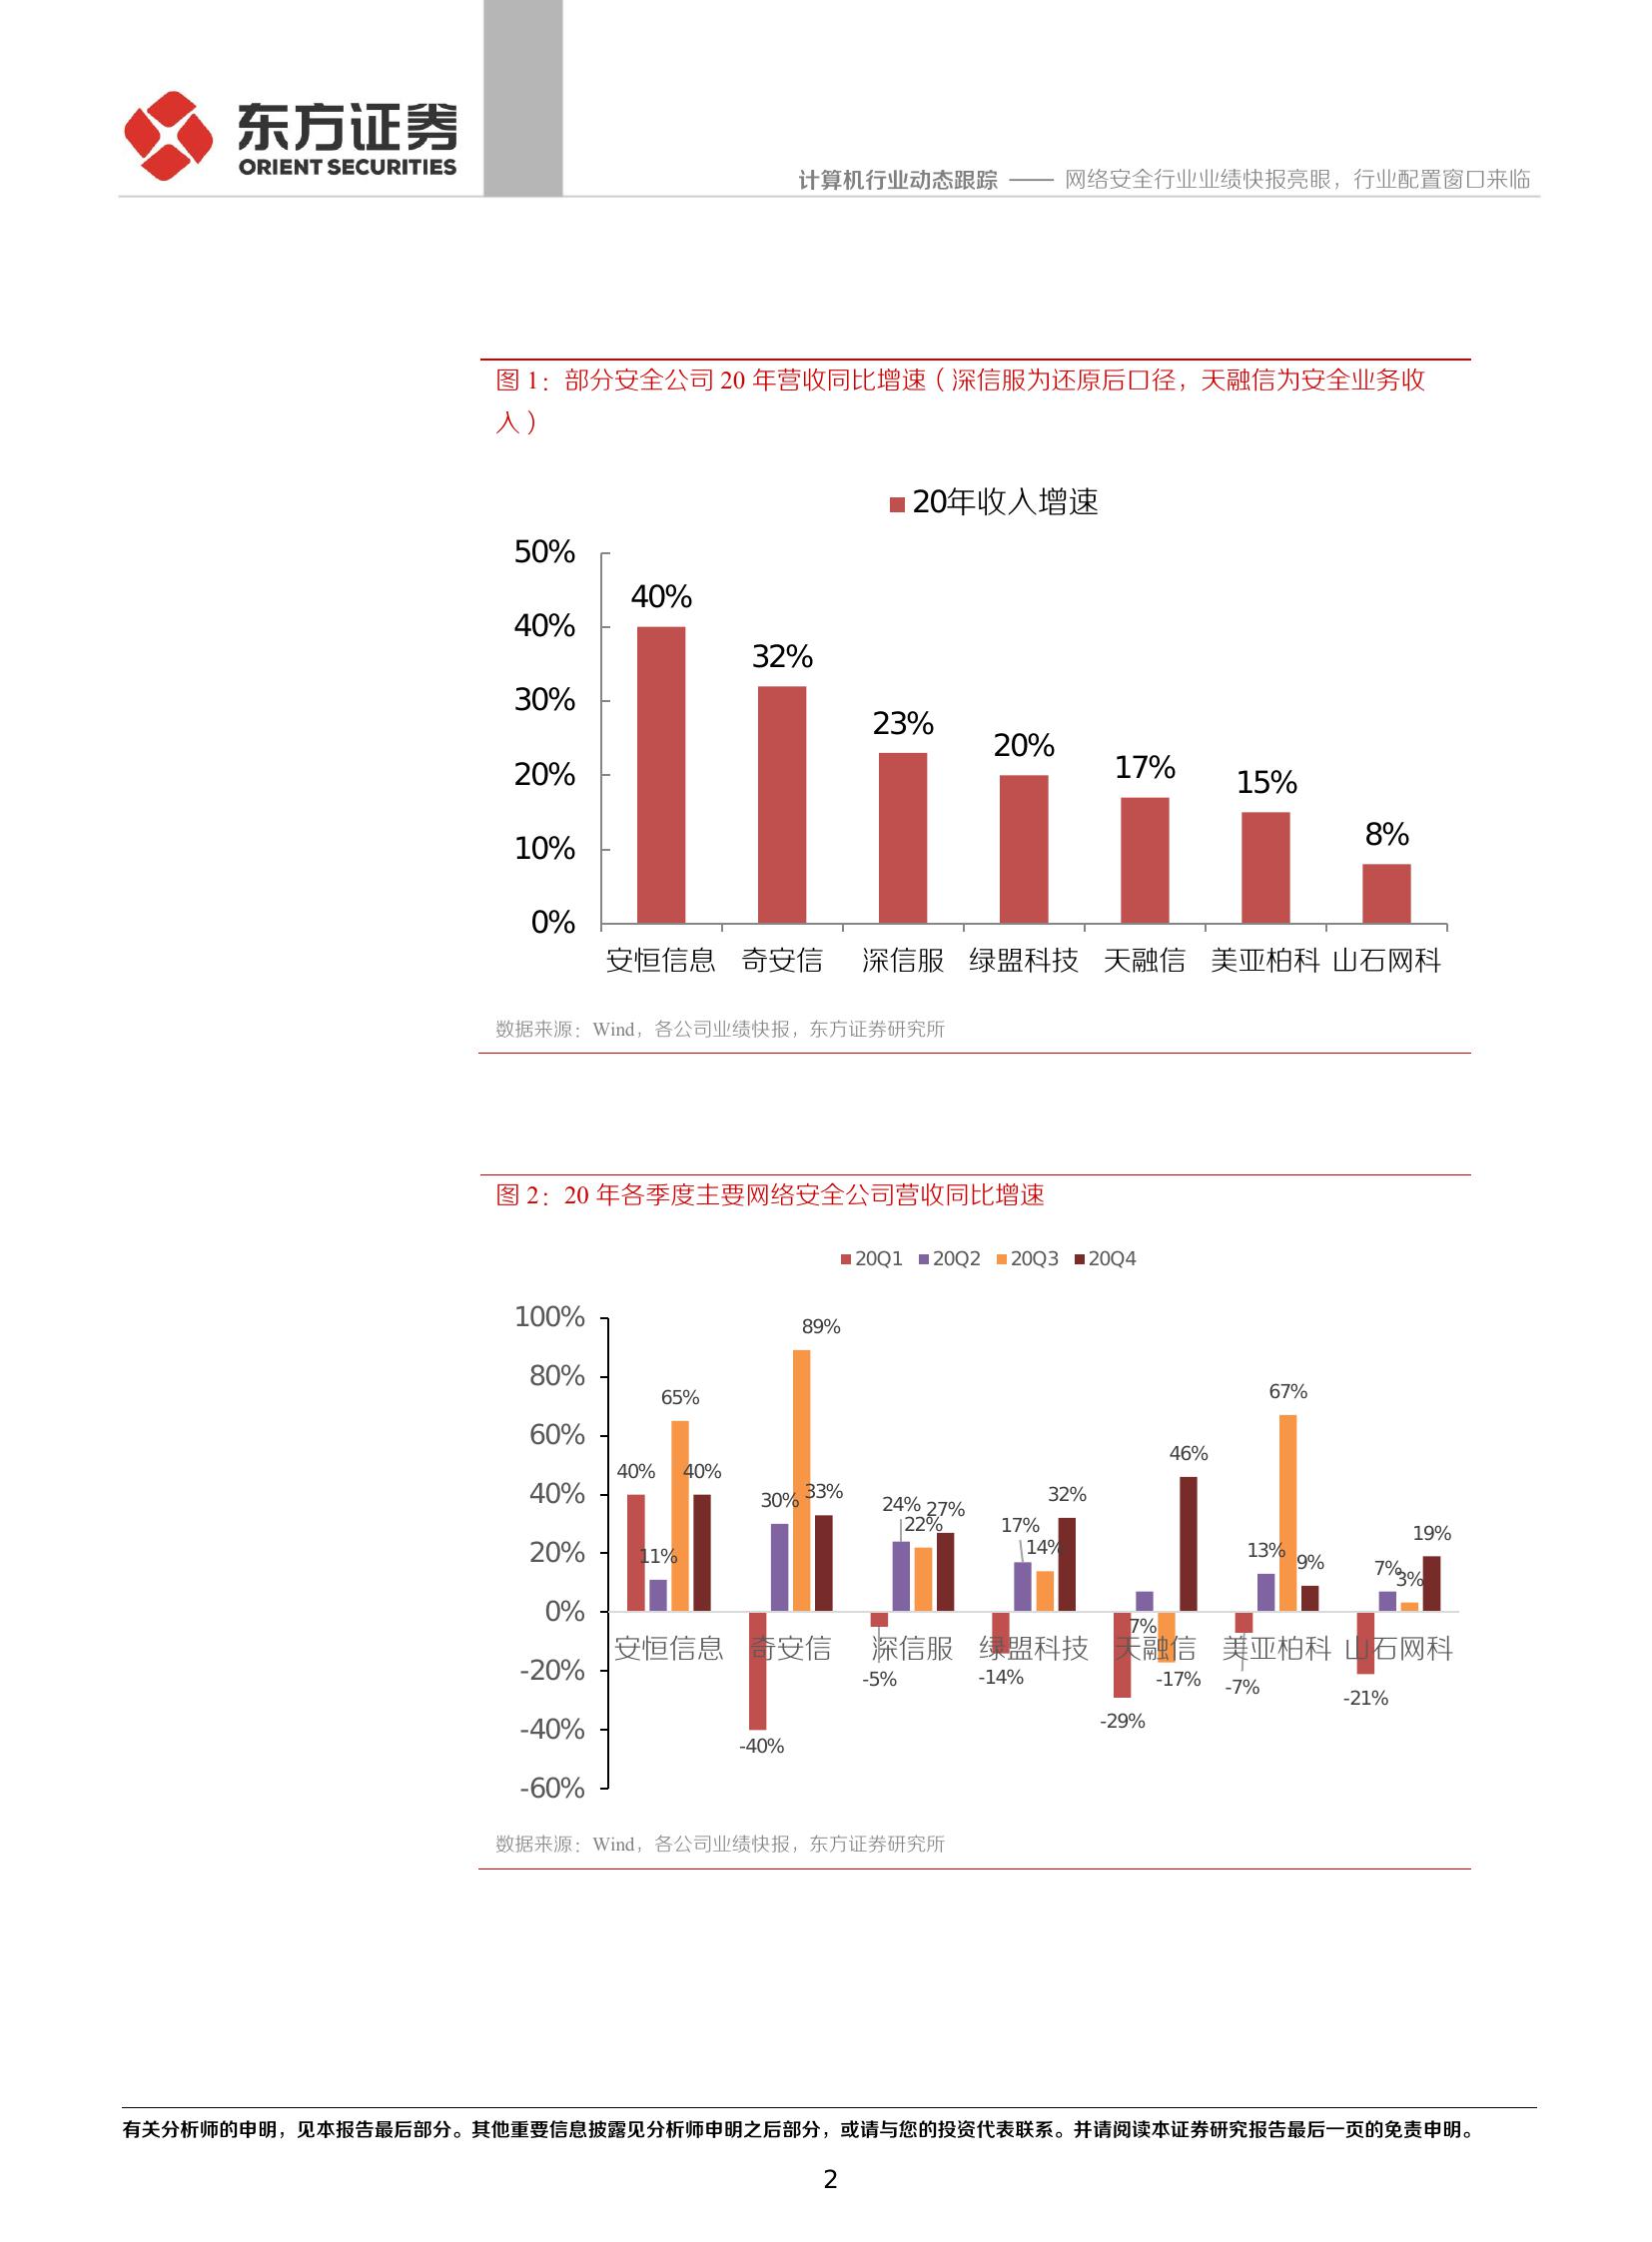 东方证券
ORIENT SECURITIES
计算机行业动态跟踪 —— 网络安全行业业绩快报亮眼，行业配置窗口来临
图 1：部分安全公司 20 年营收同比增速（深信服为还原后口径，天融信为安全业务收
入）
20年收入增速
50%
40%
30%
20%
10%
0%
40%
32%
23%
20%
17%
15%
8%
安恒信息 奇安信 深信服 绿盟科技 天融信 美亚柏科 山石网科
数据来源：Wind，各公司业绩快报，东方证券研究所
图 2：20 年各季度主要网络安全公司营收同比增速
20Q1 20Q2 20Q3 20Q4
100%
80%
60%
40%
20%
0%
-20%
-40%
-60%
40% 11% 65% 40%
-40% 30% 89% 33%
-5% 24% 22% 27%
-14% 17% 14% 32%
-29% 7% -17% 46%
-7% 13% 67% 9%
-21% 7% 3% 19%
安恒信息 奇安信 深信服 绿盟科技 天融信 美亚柏科 山石网科
数据来源：Wind，各公司业绩快报，东方证券研究所
有关分析师的申明，见本报告最后部分。其他重要信息披露见分析师申明之后部分，或请与您的投资代表联系。并请阅读本证券研究报告最后一页的免责申明。
2